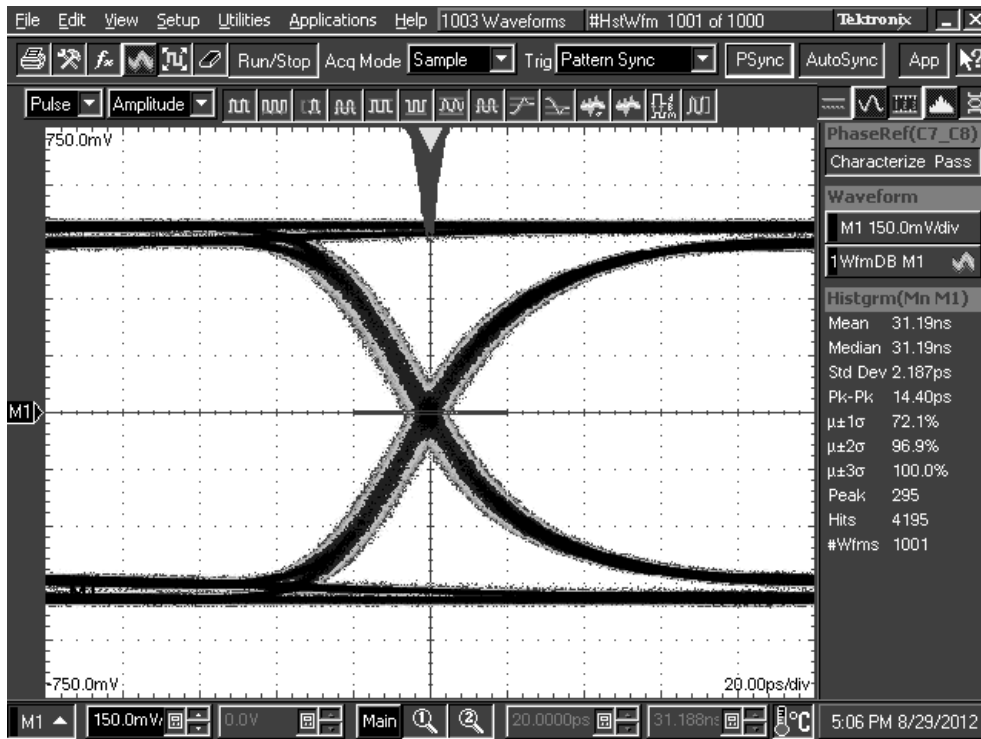 File Edit View Setup Utilities Applications Help 1003 Waveforms #HstWfm 1001 of 1000 Tektronix
Run/Stop Acq Mode Sample Trig Pattern Sync PSync AutoSync App
Pulse Amplitude
750.0mV
PhaseRef(C7_C8)
Characterize Pass
Waveform
M1 150.0mV/div
1WfmDB M1
Histgrm(Mn M1)
Mean 31.19ns
Median 31.19ns
Std Dev 2.187ps
Pk-Pk 14.40ps
µ±1σ 72.1%
µ±2σ 96.9%
µ±3σ 100.0%
Peak 295
Hits 4195
#Wfms 1001
M1
-750.0mV 20.00ps/div
M1 150.0mV/ 0.0V Main 1 2 20.0000ps 31.188ns °C 5:06 PM 8/29/2012